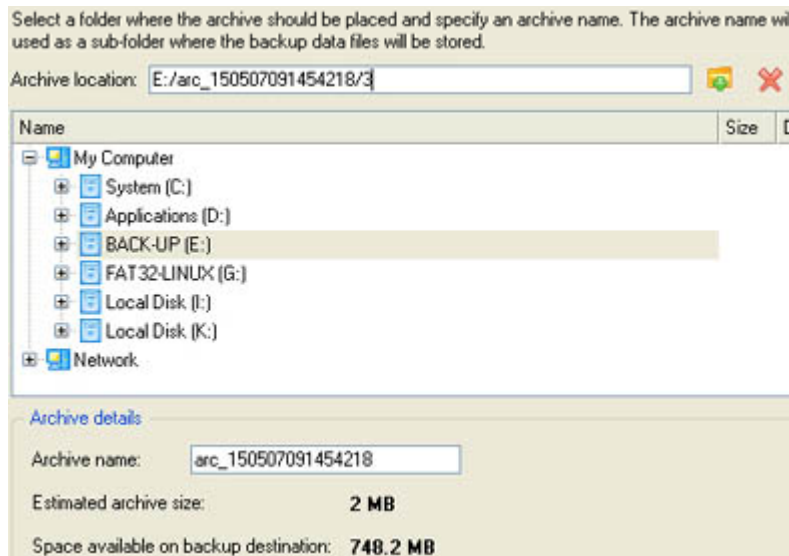 Select a folder where the archive should be placed and specify an archive name. The archive name wil
used as a sub-folder where the backup data files will be stored.
Archive location: E:/arc_150507091454218/3
Name Size
My Computer
System (C:)
Applications (D:)
BACK-UP (E:)
FAT32-LINUX (G:)
Local Disk (I:)
Local Disk (K:)
Network
Archive details
Archive name: arc_150507091454218
Estimated archive size: 2 MB
Space available on backup destination: 748.2 MB